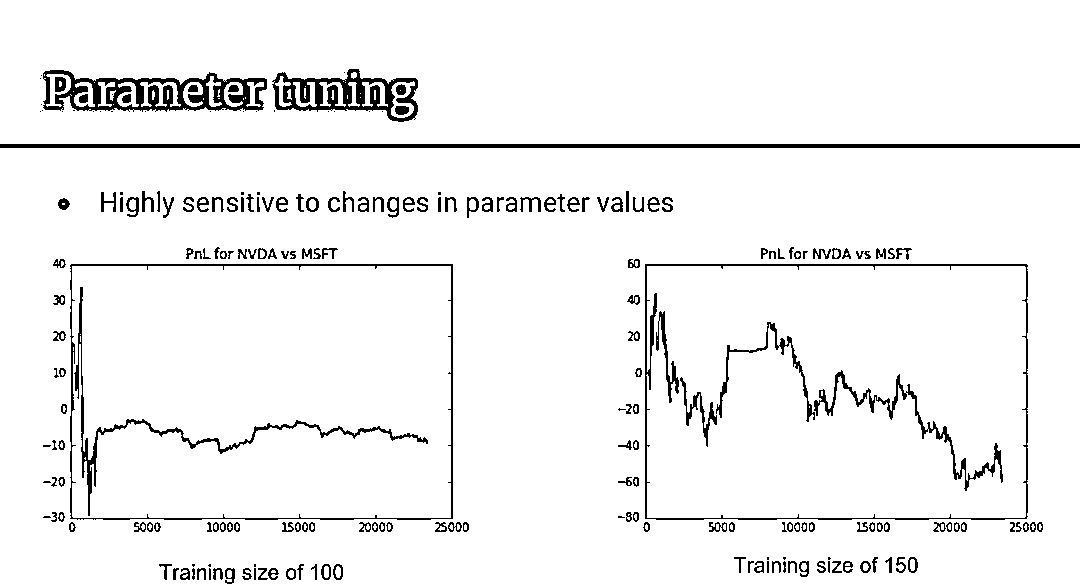 Parameter tuning
Highly sensitive to changes in parameter values
PnL for NVDA vs MSFT
40
30
20
10
0
−10
−20
−30
0 5000 10000 15000 20000 25000
Training size of 100
PnL for NVDA vs MSFT
60
40
20
0
−20
−40
−60
−80
0 5000 10000 15000 20000 25000
Training size of 150